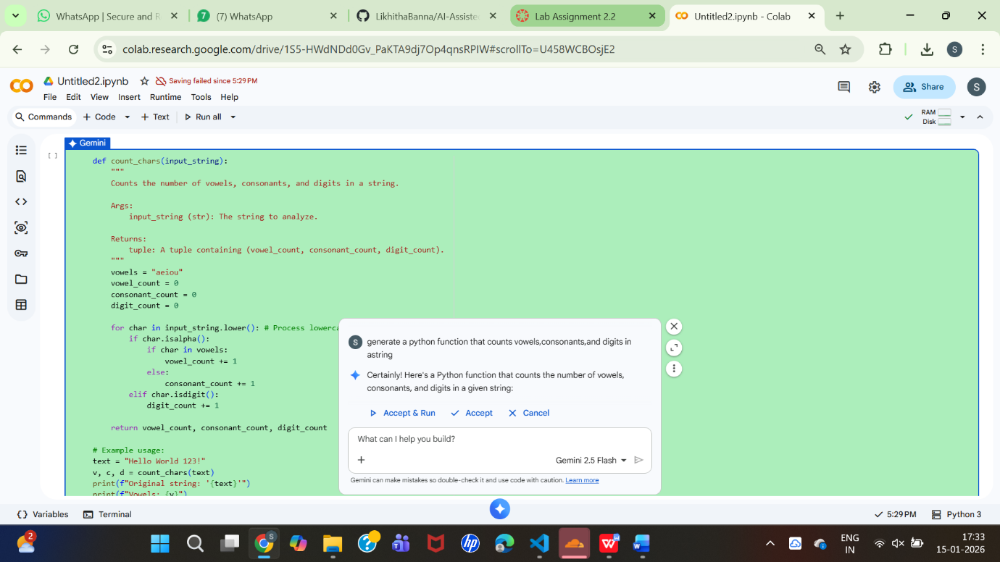 WhatsApp | Secure and R
7 (7) WhatsApp
LikhithaBanna/AI-Assiste
Lab Assignment 2.2
Untitled2.ipynb - Colab
colab.research.google.com/drive/1S5-HWdNDd0Gv_PaKTA9dj7Op4qnsRPIW#scrollTo=U458WCBOsjE2
S
Untitled2.ipynb
Saving failed since 5:29 PM
File Edit View Insert Runtime Tools Help
Share
S
Commands + Code + Text Run all
RAM
Disk
Gemini
[ ]
def count_chars(input_string):
"""
Counts the number of vowels, consonants, and digits in a string.
Args:
input_string (str): The string to analyze.
Returns:
tuple: A tuple containing (vowel_count, consonant_count, digit_count).
"""
vowels = "aeiou"
vowel_count = 0
consonant_count = 0
digit_count = 0
for char in input_string.lower(): # Process lowerca
if char.isalpha():
if char in vowels:
vowel_count += 1
else:
consonant_count += 1
elif char.isdigit():
digit_count += 1
return vowel_count, consonant_count, digit_count
# Example usage:
text = "Hello World 123!"
v, c, d = count_chars(text)
print(f"Original string: '{text}'")
print(f"Vowels: {v}")
S generate a python function that counts vowels,consonants,and digits in
astring
Certainly! Here's a Python function that counts the number of vowels,
consonants, and digits in a given string:
Accept & Run Accept Cancel
What can I help you build?
+ Gemini 2.5 Flash
Gemini can make mistakes so double-check it and use code with caution. Learn more
Variables Terminal
5:29 PM Python 3
2
S
hp
W
W
ENG
IN
17:33
15-01-2026